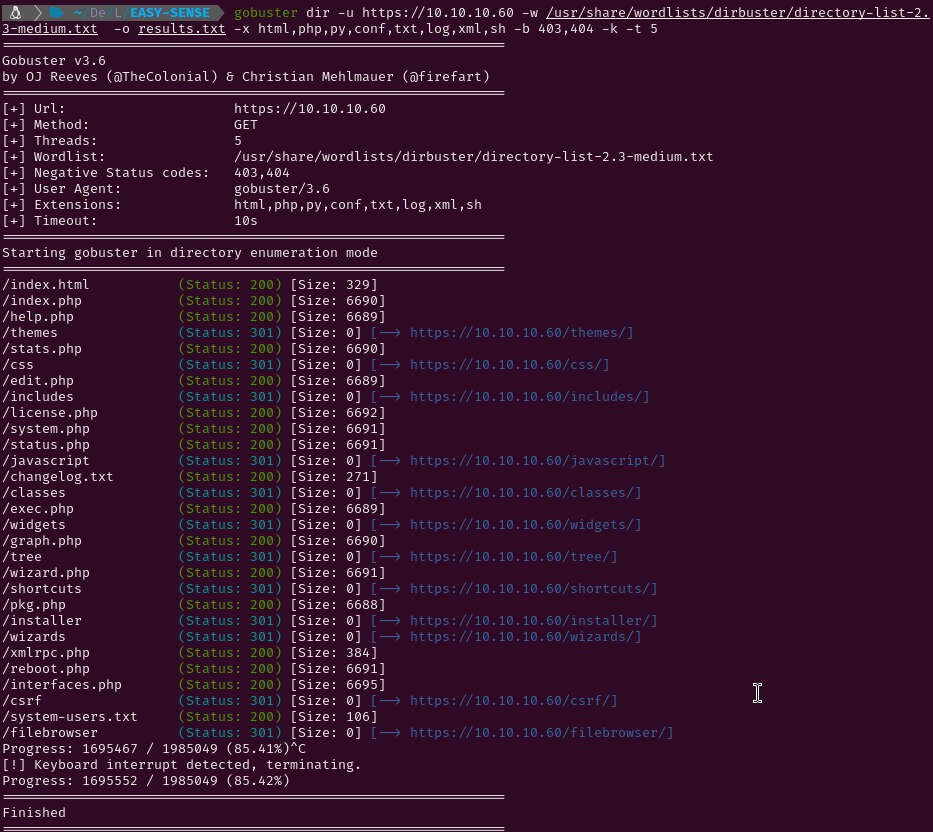 ~ De L EASY-SENSE gobuster dir -u https://10.10.10.60 -w /usr/share/wordlists/dirbuster/directory-list-2.
3-medium.txt -o results.txt -x html,php,py,conf,txt,log,xml,sh -b 403,404 -k -t 5
===============================================================
Gobuster v3.6
by OJ Reeves (@TheColonial) & Christian Mehlmauer (@firefart)
===============================================================
[+] Url: https://10.10.10.60
[+] Method: GET
[+] Threads: 5
[+] Wordlist: /usr/share/wordlists/dirbuster/directory-list-2.3-medium.txt
[+] Negative Status codes: 403,404
[+] User Agent: gobuster/3.6
[+] Extensions: html,php,py,conf,txt,log,xml,sh
[+] Timeout: 10s
===============================================================
Starting gobuster in directory enumeration mode
===============================================================
/index.html (Status: 200) [Size: 329]
/index.php (Status: 200) [Size: 6690]
/help.php (Status: 200) [Size: 6689]
/themes (Status: 301) [Size: 0] [--> https://10.10.10.60/themes/]
/stats.php (Status: 200) [Size: 6690]
/css (Status: 301) [Size: 0] [--> https://10.10.10.60/css/]
/edit.php (Status: 200) [Size: 6689]
/includes (Status: 301) [Size: 0] [--> https://10.10.10.60/includes/]
/license.php (Status: 200) [Size: 6692]
/system.php (Status: 200) [Size: 6691]
/status.php (Status: 200) [Size: 6691]
/javascript (Status: 301) [Size: 0] [--> https://10.10.10.60/javascript/]
/changelog.txt (Status: 200) [Size: 271]
/classes (Status: 301) [Size: 0] [--> https://10.10.10.60/classes/]
/exec.php (Status: 200) [Size: 6689]
/widgets (Status: 301) [Size: 0] [--> https://10.10.10.60/widgets/]
/graph.php (Status: 200) [Size: 6690]
/tree (Status: 301) [Size: 0] [--> https://10.10.10.60/tree/]
/wizard.php (Status: 200) [Size: 6691]
/shortcuts (Status: 301) [Size: 0] [--> https://10.10.10.60/shortcuts/]
/pkg.php (Status: 200) [Size: 6688]
/installer (Status: 301) [Size: 0] [--> https://10.10.10.60/installer/]
/wizards (Status: 301) [Size: 0] [--> https://10.10.10.60/wizards/]
/xmlrpc.php (Status: 200) [Size: 384]
/reboot.php (Status: 200) [Size: 6691]
/interfaces.php (Status: 200) [Size: 6695]
/csrf (Status: 301) [Size: 0] [--> https://10.10.10.60/csrf/]
/system-users.txt (Status: 200) [Size: 106]
/filebrowser (Status: 301) [Size: 0] [--> https://10.10.10.60/filebrowser/]
Progress: 1695467 / 1985049 (85.41%)^C
[!] Keyboard interrupt detected, terminating.
Progress: 1695552 / 1985049 (85.42%)
===============================================================
Finished
===============================================================